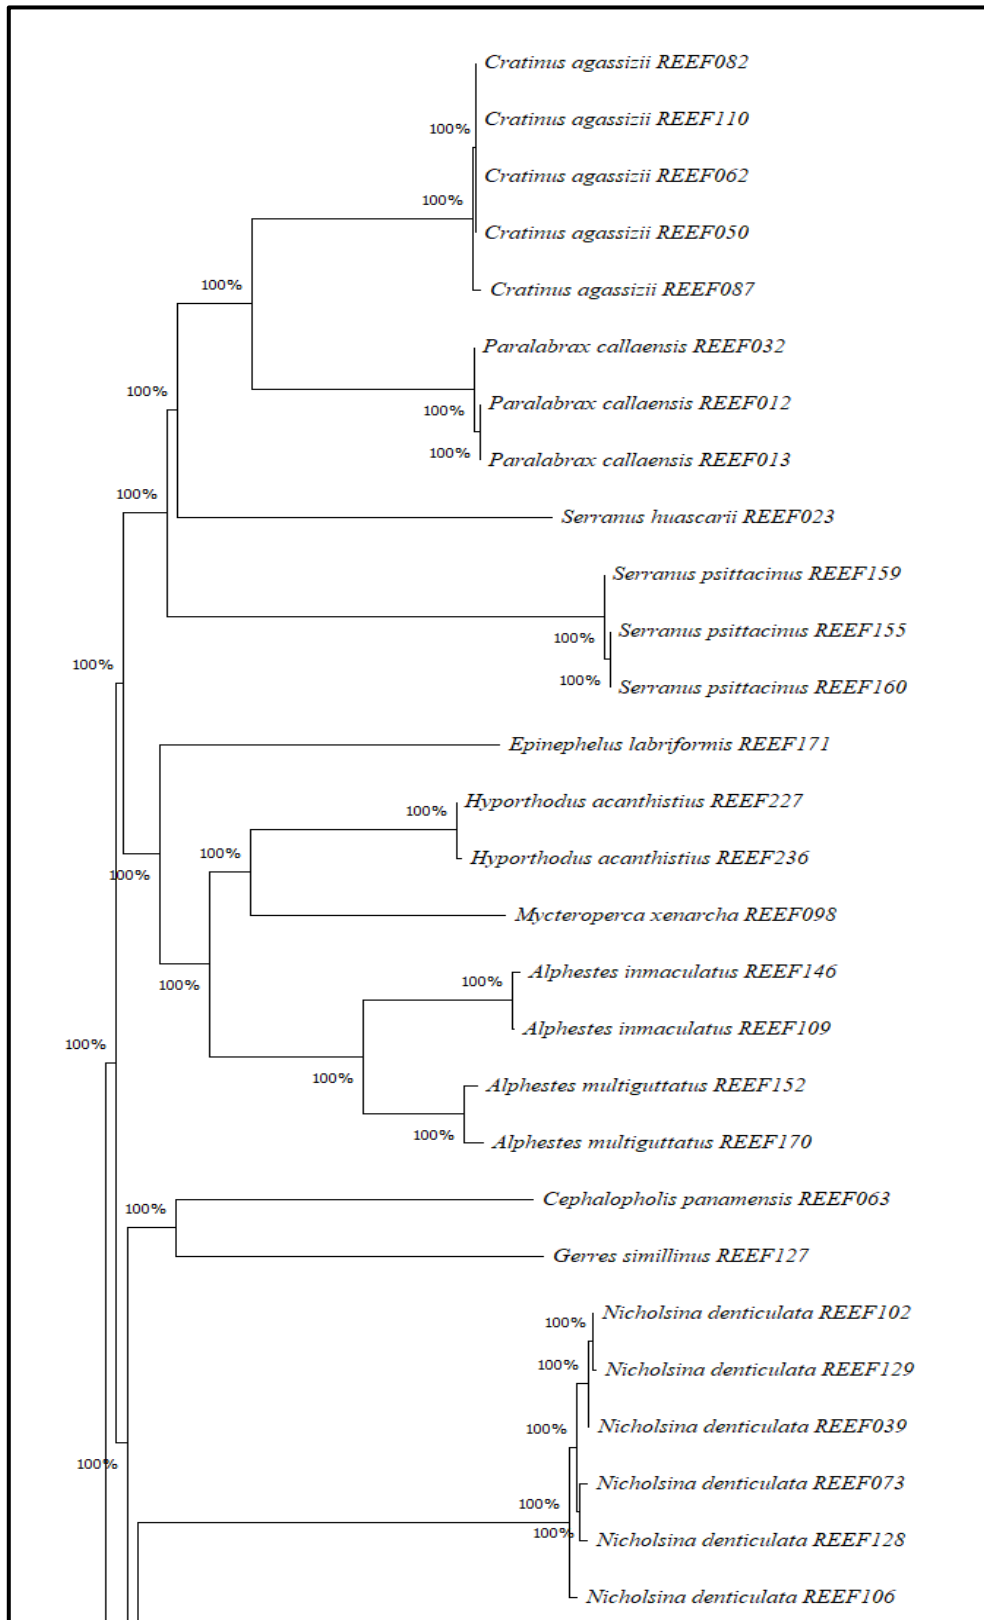 Cratinus agassizii REEF082
100%
Cratinus agassizii REEF110
Cratinus agassizii REEF062
100%
Cratinus agassizii REEF050
100%
Cratinus agassizii REEF087
Paralabrax callaensis REEF032
100%
100%
Paralabrax callaensis REEF012
100%
Paralabrax callaensis REEF013
100%
Serranus huascarii REEF023
Serranus psittacinus REEF159
100%
Serranus psittacinus REEF155
100%
100%
Serranus psittacinus REEF160
Epinephelus labriformis REEF171
100%
Hyporthodus acanthistius REEF227
100%
100%
Hyporthodus acanthistius REEF236
Mycteroperca xenarcha REEF098
100%
100%
Alphestes inmaculatus REEF146
Alphestes inmaculatus REEF109
100%
100%
Alphestes multiguttatus REEF152
100%
Alphestes multiguttatus REEF170
100%
Cephalopholis panamensis REEF063
Gerres simillinus REEF127
100%
Nicholsina denticulata REEF102
100%
Nicholsina denticulata REEF129
100%
Nicholsina denticulata REEF039
100%
Nicholsina denticulata REEF073
100%
100%
Nicholsina denticulata REEF128
Nicholsina denticulata REEF106